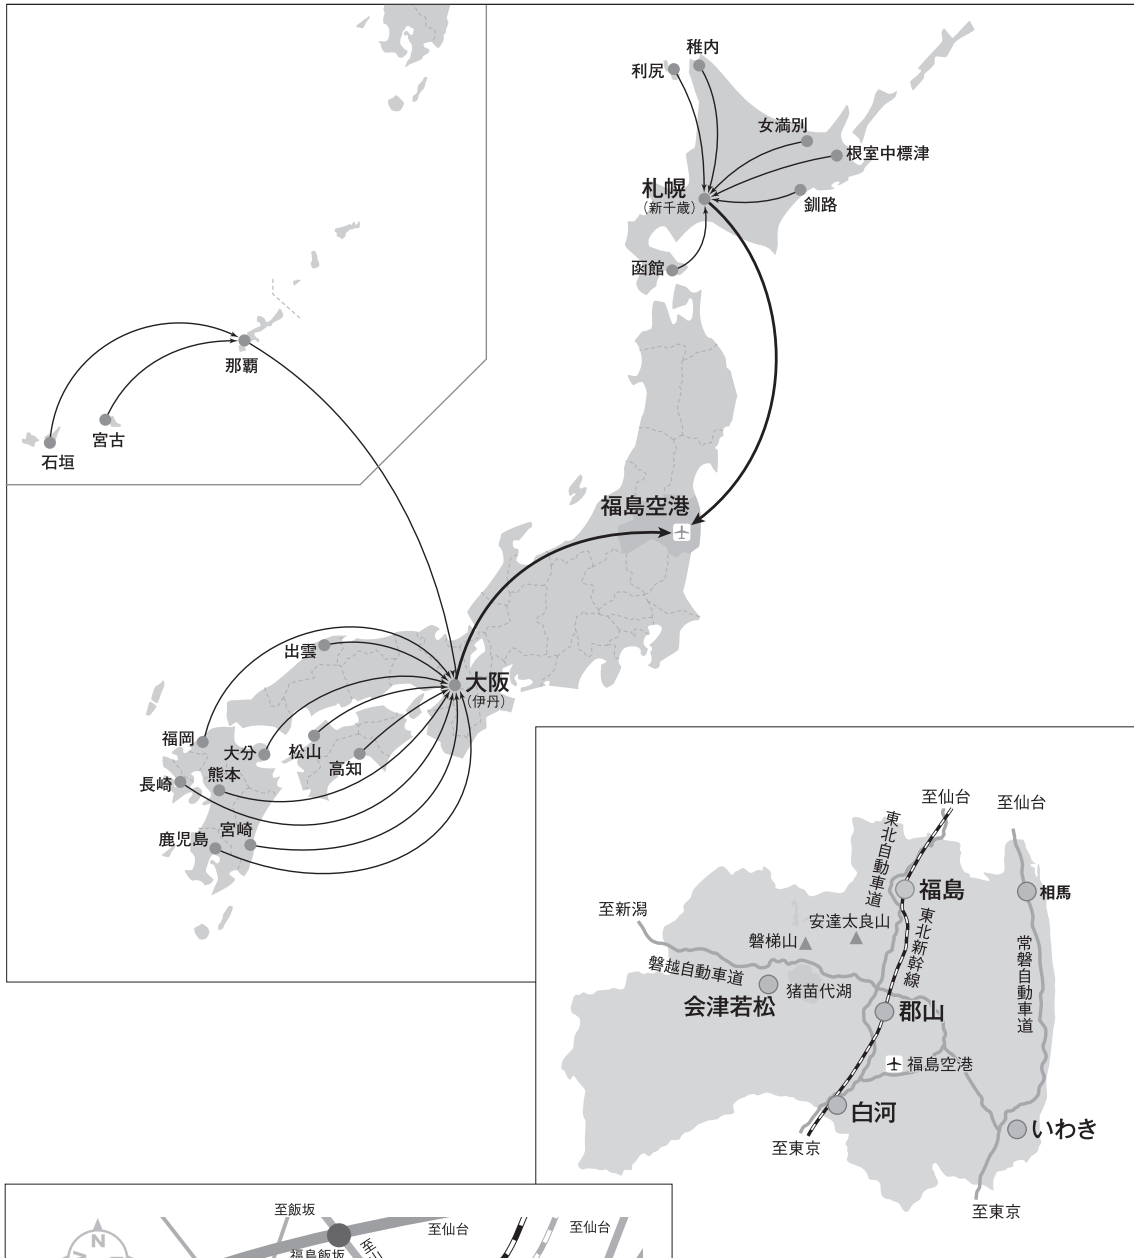 稚内
利尻
女満別
根室中標津
札幌
（新千歳）
釧路
函館
那覇
宮古
石垣
福島空港
出雲
大阪
（伊丹）
福岡
大分
松山
高知
長崎
熊本
宮崎
鹿児島
至仙台
至仙台
東北自動車道
福島
相馬
至新潟
安達太良山
磐梯山
東北新幹線
常磐自動車道
磐越自動車道
猪苗代湖
会津若松
郡山
福島空港
白河
いわき
至東京
至東京
至飯坂
至仙台
至仙台
N
福島飯坂